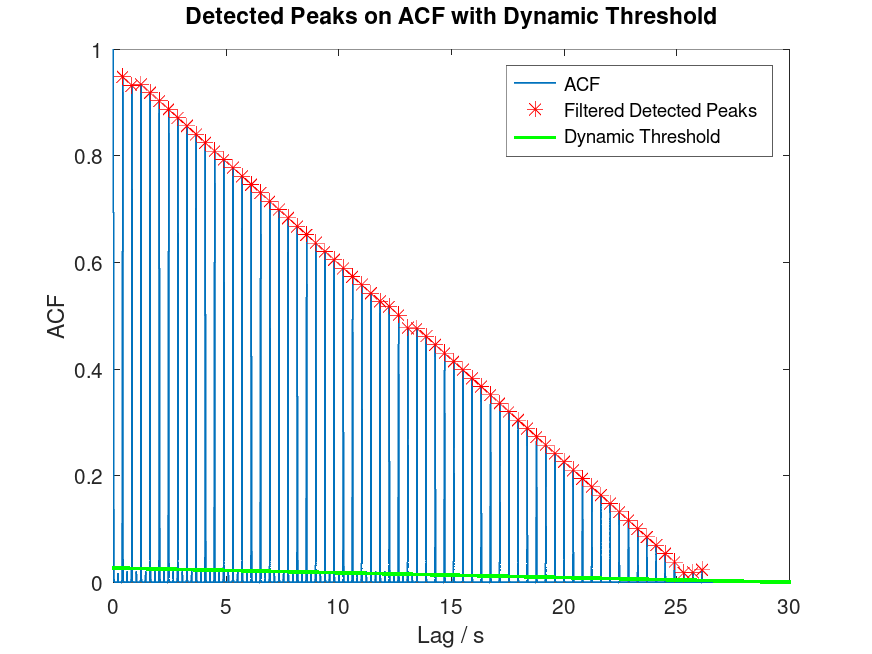 Detected Peaks on ACF with Dynamic Threshold
1
ACF
Filtered Detected Peaks
Dynamic Threshold
0.8
0.6
ACF
0.4
0.2
0
0
5
10
15
20
25
30
Lag / s